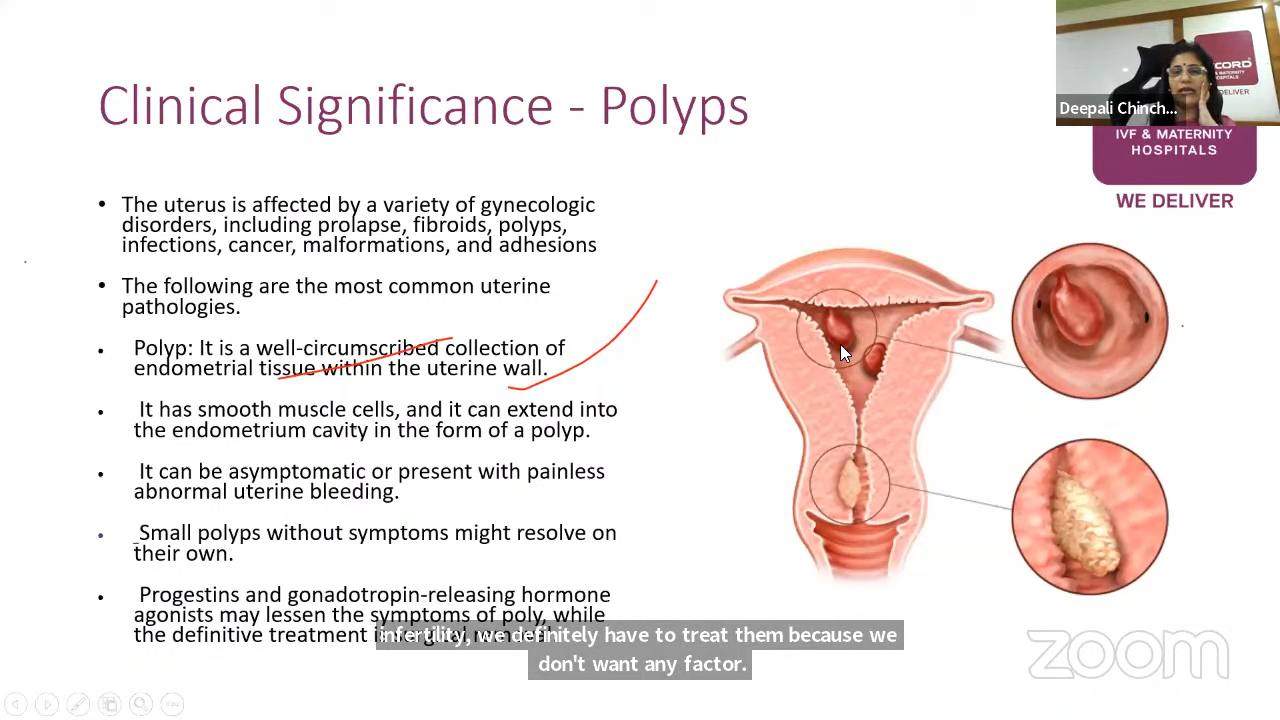 Clinical Significance - Polyps
CORD
& MATERNITY
HOSPITALS
DELIVER
Deepali Chinch...
IVF & MATERNITY
HOSPITALS
WE DELIVER
• The uterus is affected by a variety of gynecologic
disorders, including prolapse, fibroids, polyps,
infections, cancer, malformations, and adhesions
• The following are the most common uterine
pathologies.
• Polyp: It is a well-circumscribed collection of
endometrial tissue within the uterine wall.
• It has smooth muscle cells, and it can extend into
the endometrium cavity in the form of a polyp.
• It can be asymptomatic or present with painless
abnormal uterine bleeding.
• Small polyps without symptoms might resolve on
their own.
• Progestins and gonadotropin-releasing hormone
agonists may lessen the symptoms of poly, while
the definitive treatment
infertility, we definitely have to treat them because we
don't want any factor.
zoom